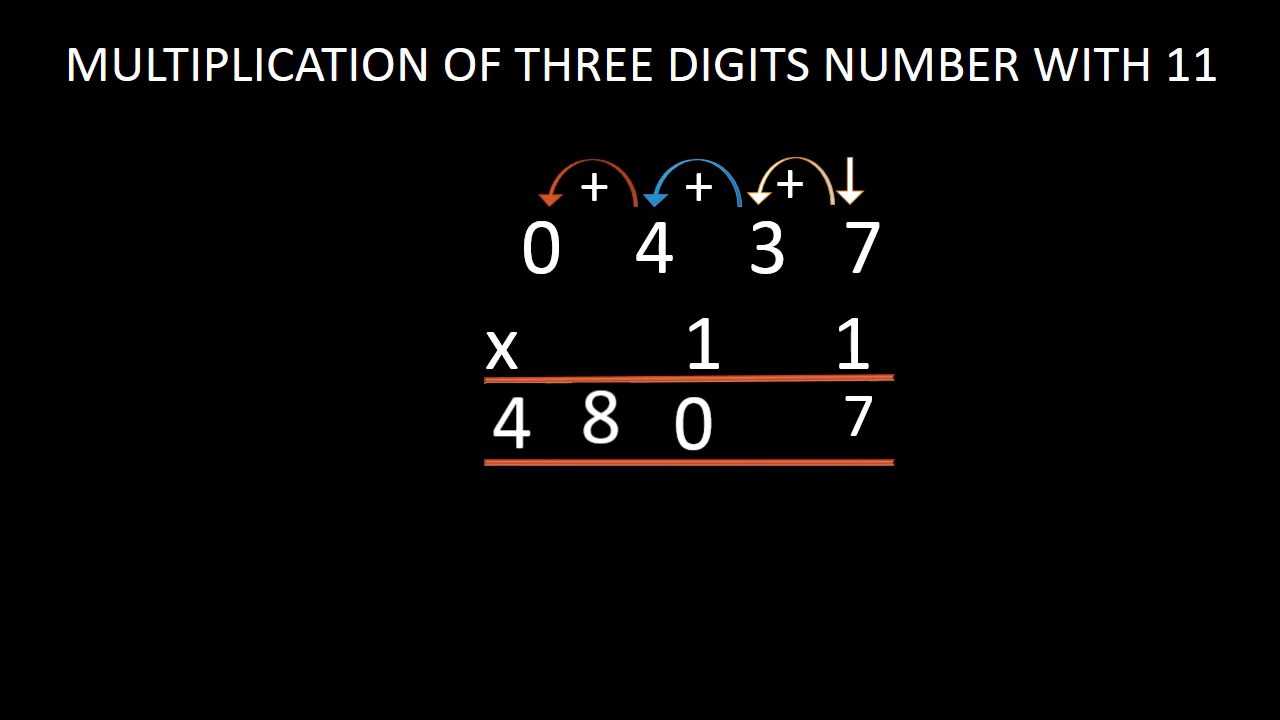 MULTIPLICATION OF THREE DIGITS NUMBER WITH 11
+ + +
0 4 3 7
x 1 1
4 8 0 7